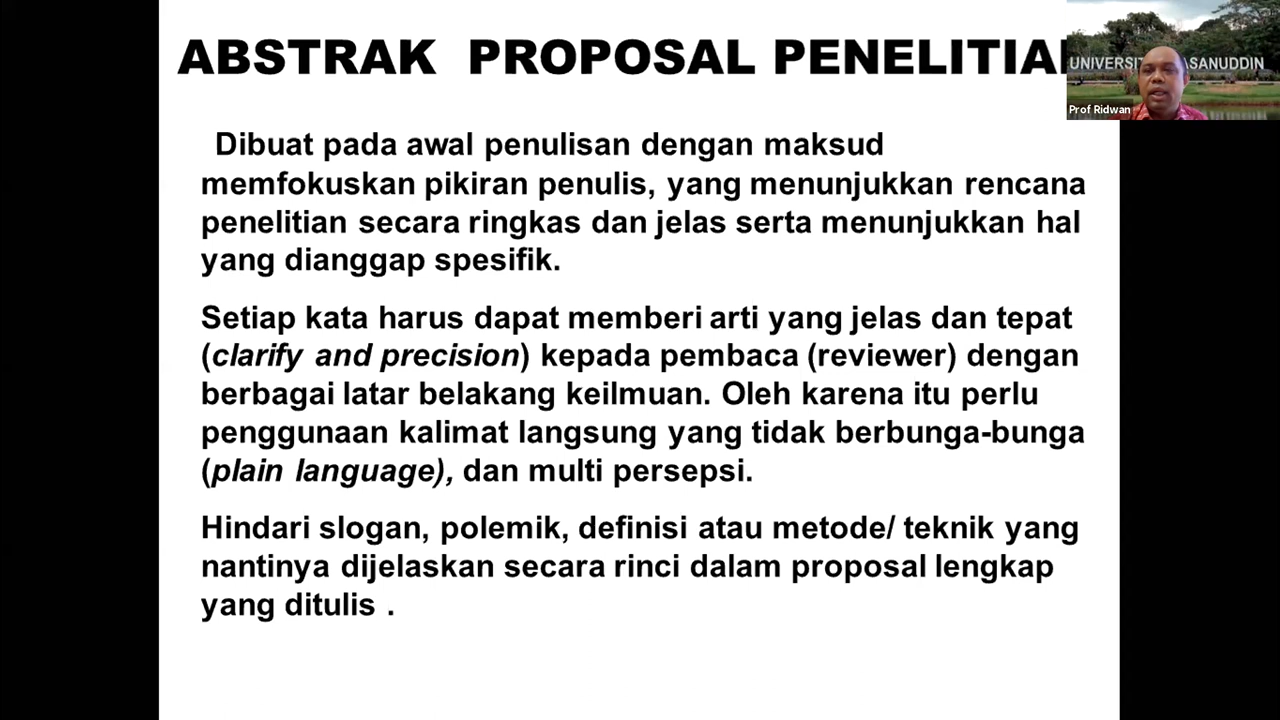 ABSTRAK PROPOSAL PENELITIA
UNIVERSIT ASANUDDIN
Prof Ridwan
Dibuat pada awal penulisan dengan maksud
memfokuskan pikiran penulis, yang menunjukkan rencana
penelitian secara ringkas dan jelas serta menunjukkan hal
yang dianggap spesifik.
Setiap kata harus dapat memberi arti yang jelas dan tepat
(clarify and precision) kepada pembaca (reviewer) dengan
berbagai latar belakang keilmuan. Oleh karena itu perlu
penggunaan kalimat langsung yang tidak berbunga-bunga
(plain language), dan multi persepsi.
Hindari slogan, polemik, definisi atau metode/ teknik yang
nantinya dijelaskan secara rinci dalam proposal lengkap
yang ditulis .